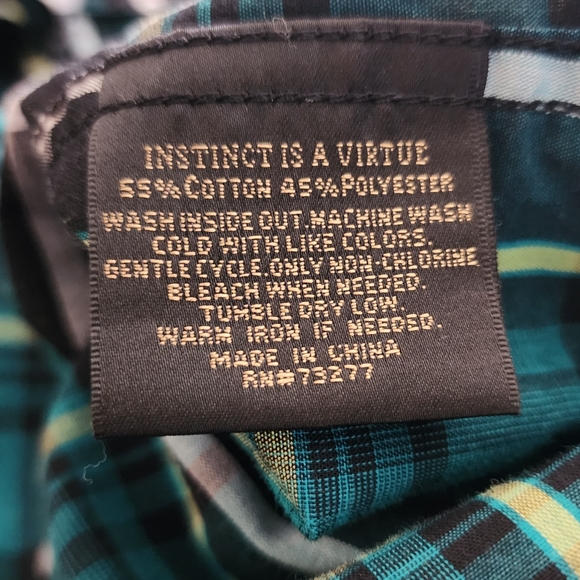 INSTINCT IS A VIRTUE
55% COTTON 45% POLYESTER
WASH INSIDE OUT. MACHINE WASH
COLD WITH LIKE COLORS.
GENTLE CYCLE. ONLY NON-CHLORINE
BLEACH WHEN NEEDED.
TUMBLE DRY LOW.
WARM IRON IF NEEDED.
MADE IN CHINA
RN#73277